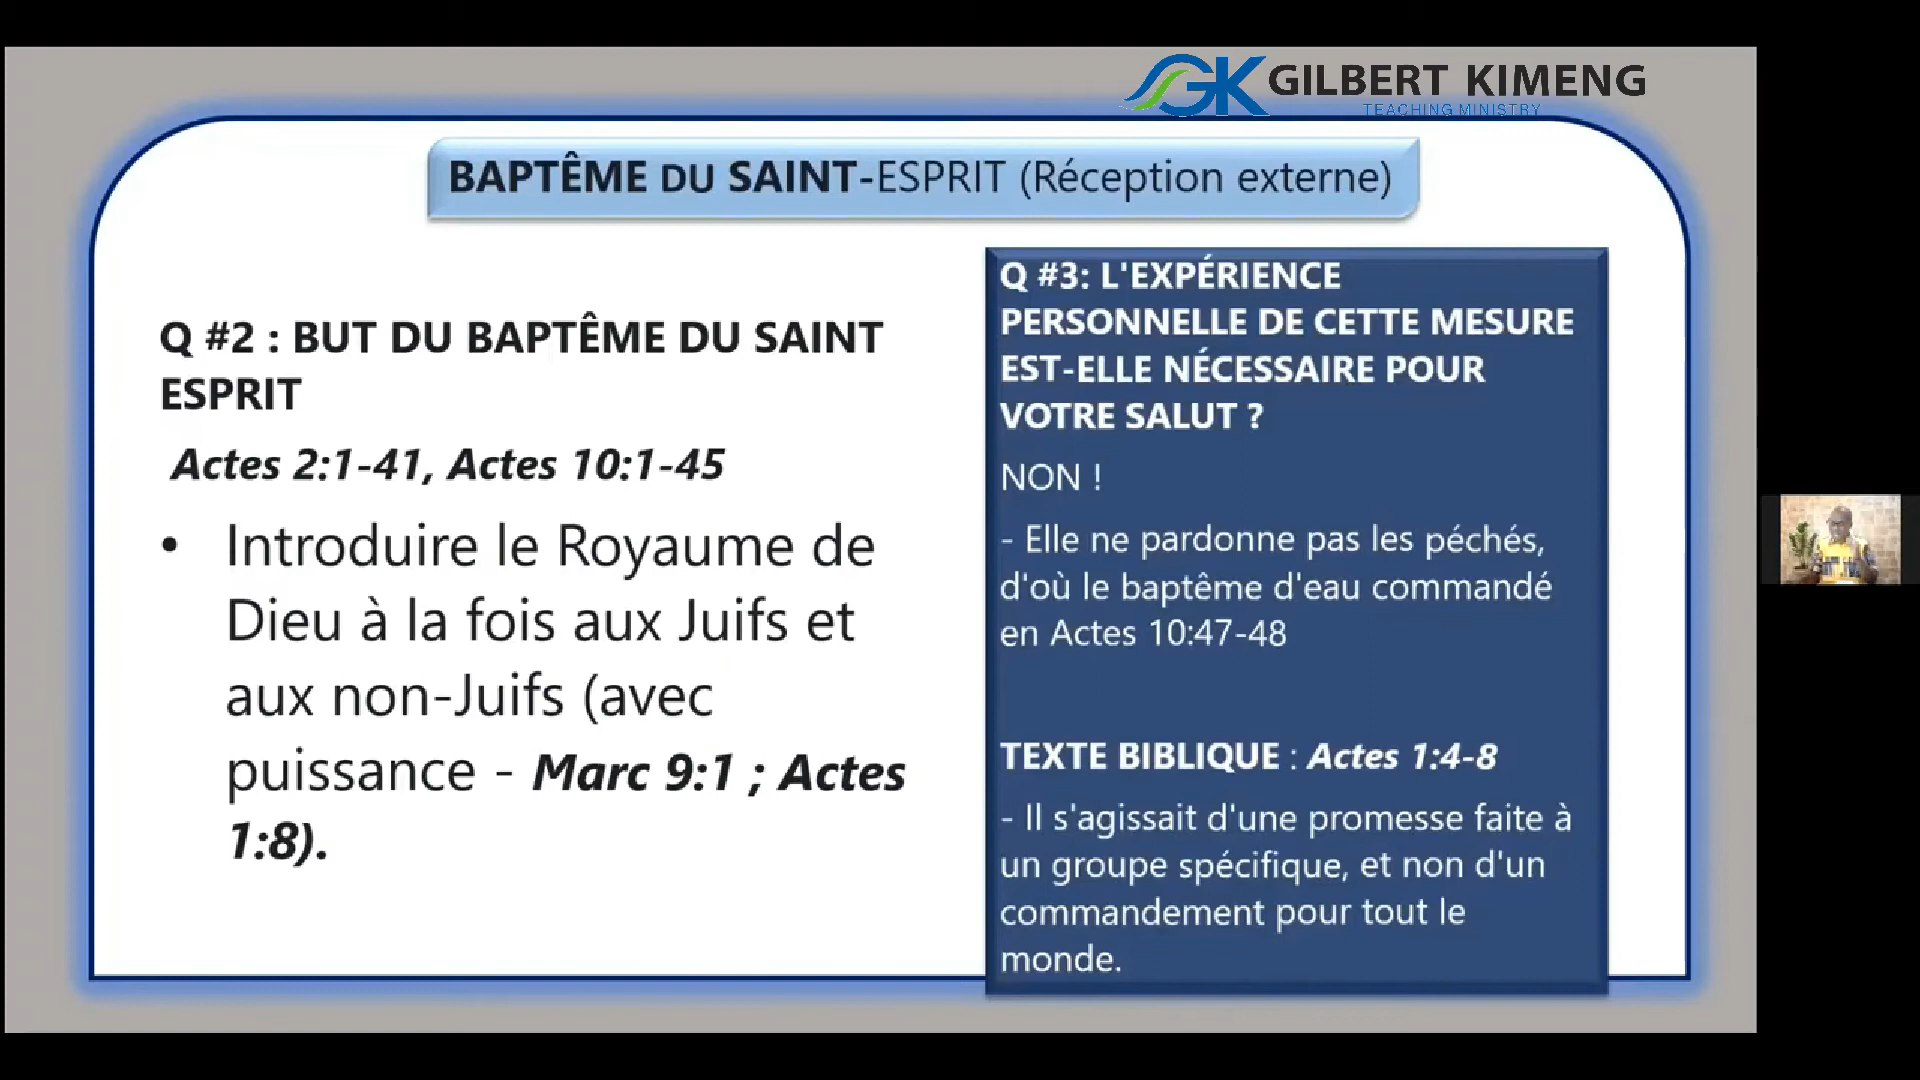 GK GILBERT KIMENG
TEACHING MINISTRY
BAPTÊME DU SAINT-ESPRIT (Réception externe)
Q #2 : BUT DU BAPTÊME DU SAINT
ESPRIT
Actes 2:1-41, Actes 10:1-45
• Introduire le Royaume de
Dieu à la fois aux Juifs et
aux non-Juifs (avec
puissance - Marc 9:1 ; Actes
1:8).
Q #3: L'EXPÉRIENCE
PERSONNELLE DE CETTE MESURE
EST-ELLE NÉCESSAIRE POUR
VOTRE SALUT ?
NON !
- Elle ne pardonne pas les péchés,
d'où le baptême d'eau commandé
en Actes 10:47-48
TEXTE BIBLIQUE : Actes 1:4-8
- Il s'agissait d'une promesse faite à
un groupe spécifique, et non d'un
commandement pour tout le
monde.